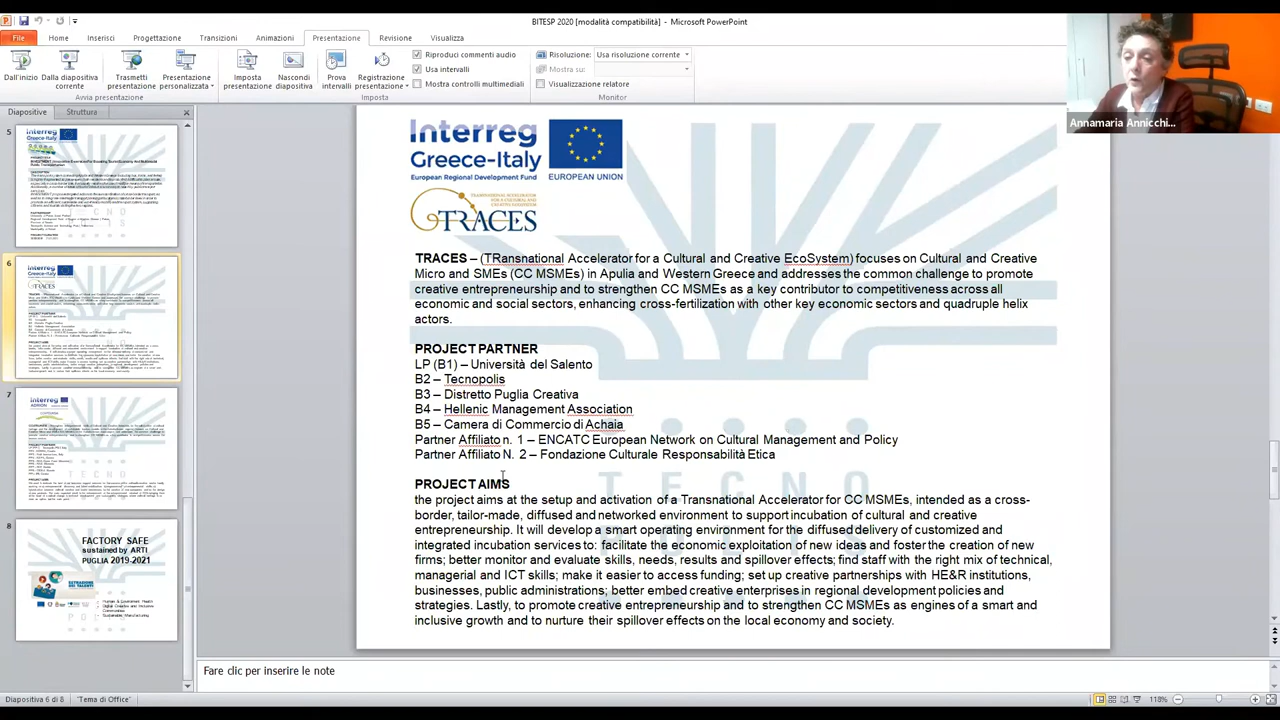 BITESP 2020 [modalità compatibilità] - Microsoft PowerPoint
File Home Inserisci Progettazione Transizioni Animazioni Presentazione Revisione Visualizza
Dall'inizio
Dalla diapositiva corrente
Trasmetti presentazione
Presentazione personalizzata
Imposta presentazione
Nascondi diapositiva
Prova intervalli
Registrazione presentazione
Riproduci commenti audio
Usa intervalli
Mostra controlli multimediali
Risoluzione: Usa risoluzione corrente
Mostra su:
Visualizzazione relatore
Avvia presentazione
Imposta
Monitor
Annamaria Annicchi...
Diapositive Struttura
5
6
7
8
FACTORY SAFE
sustained by ARTI
PUGLIA 2019-2021
Interreg
Greece-Italy
European Regional Development Fund
EUROPEAN UNION
TRACES
TRANSNATIONAL ACCELERATOR
FOR A CULTURAL AND
CREATIVE ECOSYSTEM
TRACES – (TRansnational Accelerator for a Cultural and Creative EcoSystem) focuses on Cultural and Creative
Micro and SMEs (CC MSMEs) in Apulia and Western Greece and addresses the common challenge to promote
creative entrepreneurship and to strengthen CC MSMEs as a key contributor to competitiveness across all
economic and social sectors, enhancing cross-fertilization with other economic sectors and quadruple helix
actors.
PROJECT PARTNER
LP (B1) – Università del Salento
B2 – Tecnopolis
B3 – Distretto Puglia Creativa
B4 – Hellenic Management Association
B5 – Camera di Commercio di Achaia
Partner Affiliato n. 1 – ENCATC European Network on Cultural Management and Policy
Partner Affiliato N. 2 – Fondazione Culturale Responsabilità Etica
PROJECT AIMS
the project aims at the setup and activation of a Transnational Accelerator for CC MSMEs, intended as a cross-
border, tailor-made, diffused and networked environment to support incubation of cultural and creative
entrepreneurship. It will develop a smart operating environment for the diffused delivery of customized and
integrated incubation services to: facilitate the economic exploitation of new ideas and foster the creation of new
firms; better monitor and evaluate skills, needs, results and spillover effects; find staff with the right mix of technical,
managerial and ICT skills; make it easier to access funding; set up creative partnerships with HE&R institutions,
businesses, public administrations; better embed creative enterprises in regional development policies and
strategies. Lastly, to promote creative entrepreneurship and to strengthen CC MSMEs as engines of a smart and
inclusive growth and to nurture their spillover effects on the local economy and society.
Fare clic per inserire le note
Diapositiva 6 di 8
"Tema di Office"
118%